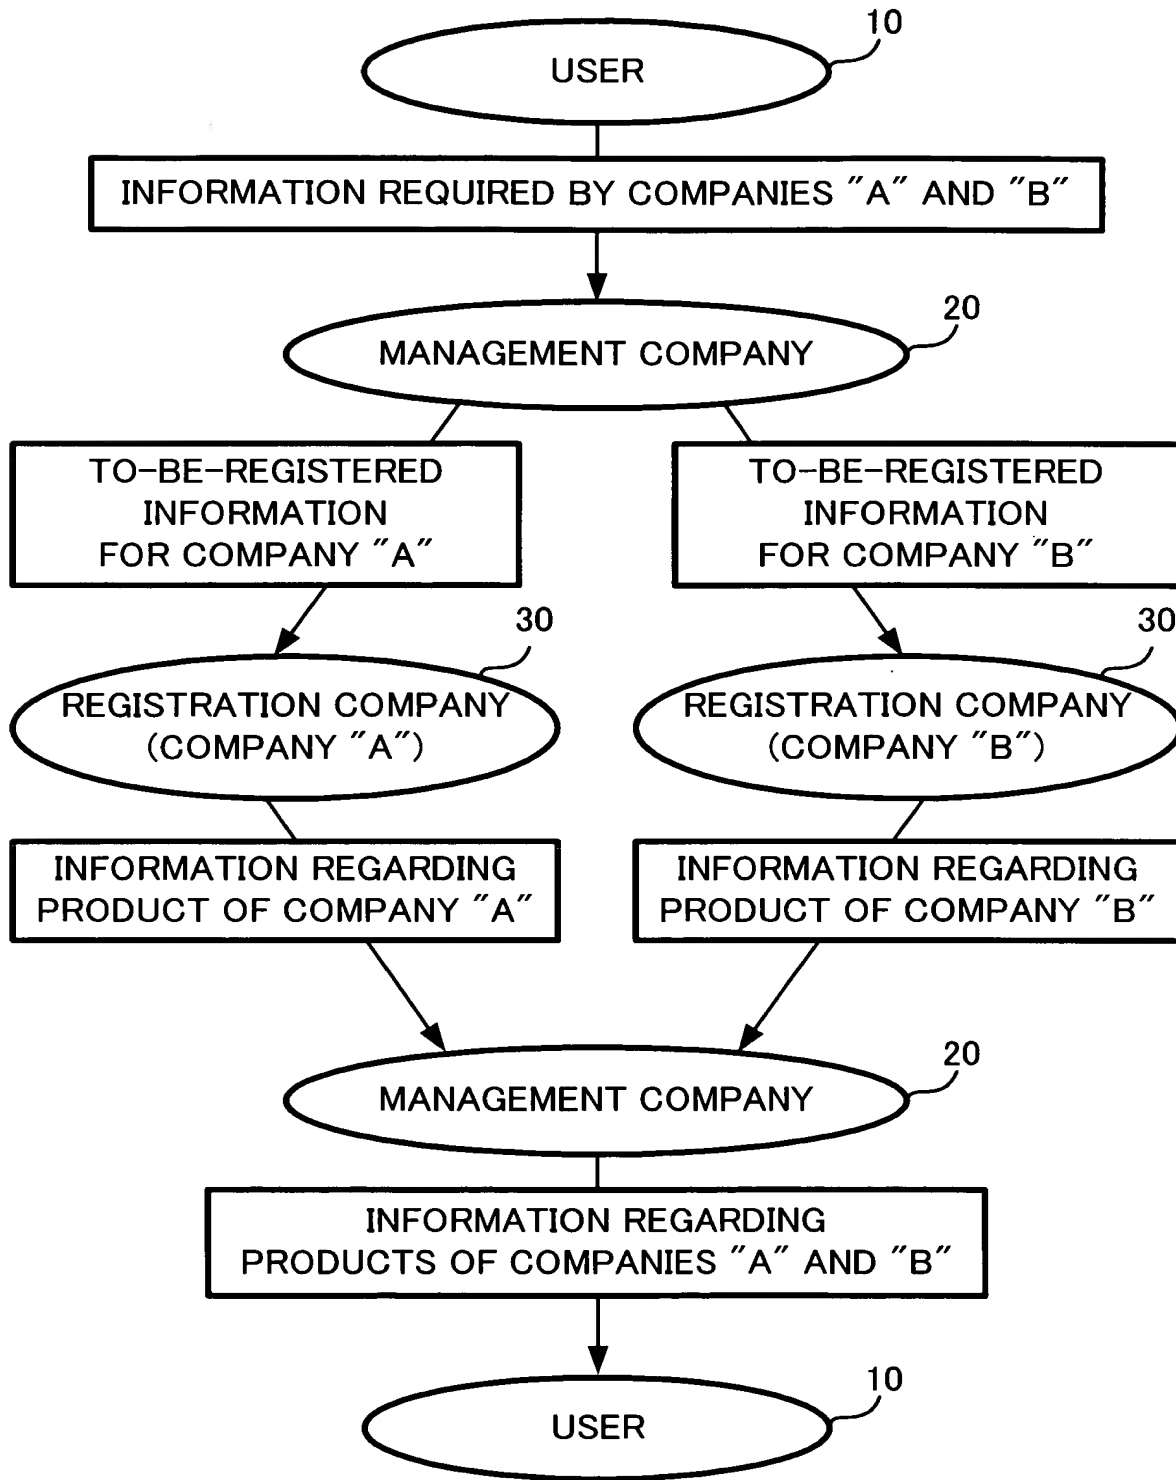 10
USER
INFORMATION REQUIRED BY COMPANIES "A" AND "B"
20
MANAGEMENT COMPANY
TO-BE-REGISTERED
INFORMATION
FOR COMPANY "A"
TO-BE-REGISTERED
INFORMATION
FOR COMPANY "B"
30
REGISTRATION COMPANY
(COMPANY "A")
30
REGISTRATION COMPANY
(COMPANY "B")
INFORMATION REGARDING
PRODUCT OF COMPANY "A"
INFORMATION REGARDING
PRODUCT OF COMPANY "B"
20
MANAGEMENT COMPANY
INFORMATION REGARDING
PRODUCTS OF COMPANIES "A" AND "B"
10
USER